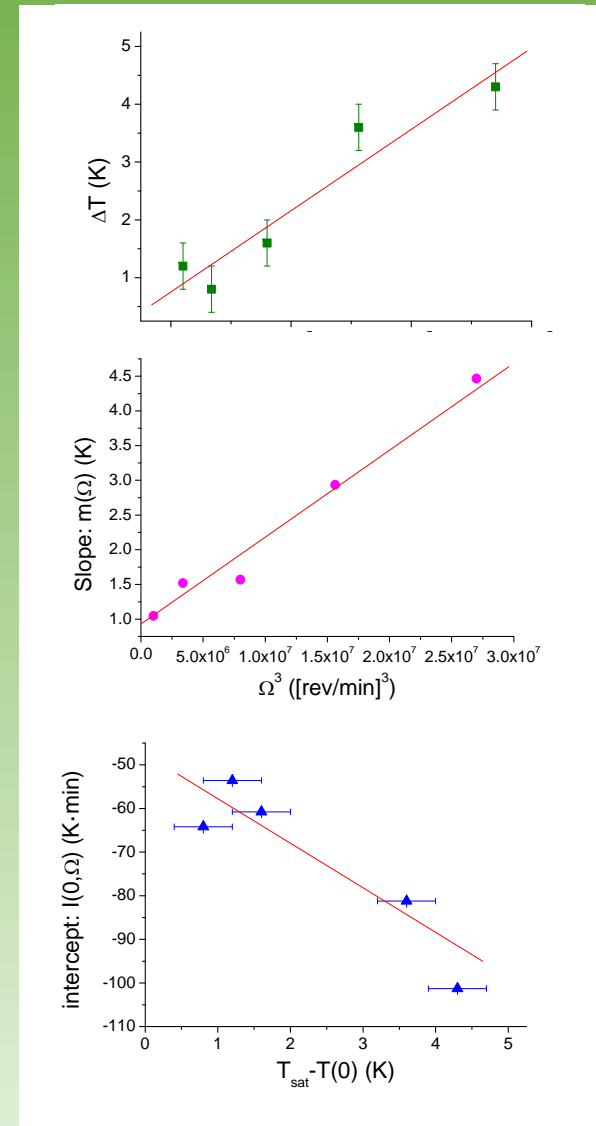 5
4
3
2
1
ΔT (K)
4.5
4.0
3.5
3.0
2.5
2.0
1.5
1.0
Slope: m(Ω) (K)
0.0 5.0x10⁶ 1.0x10⁷ 1.5x10⁷ 2.0x10⁷ 2.5x10⁷ 3.0x10⁷
Ω³ ([rev/min]³)
-50
-60
-70
-80
-90
-100
-110
intercept: I(0,Ω) (K·min)
0 1 2 3 4 5
T_sat-T(0) (K)